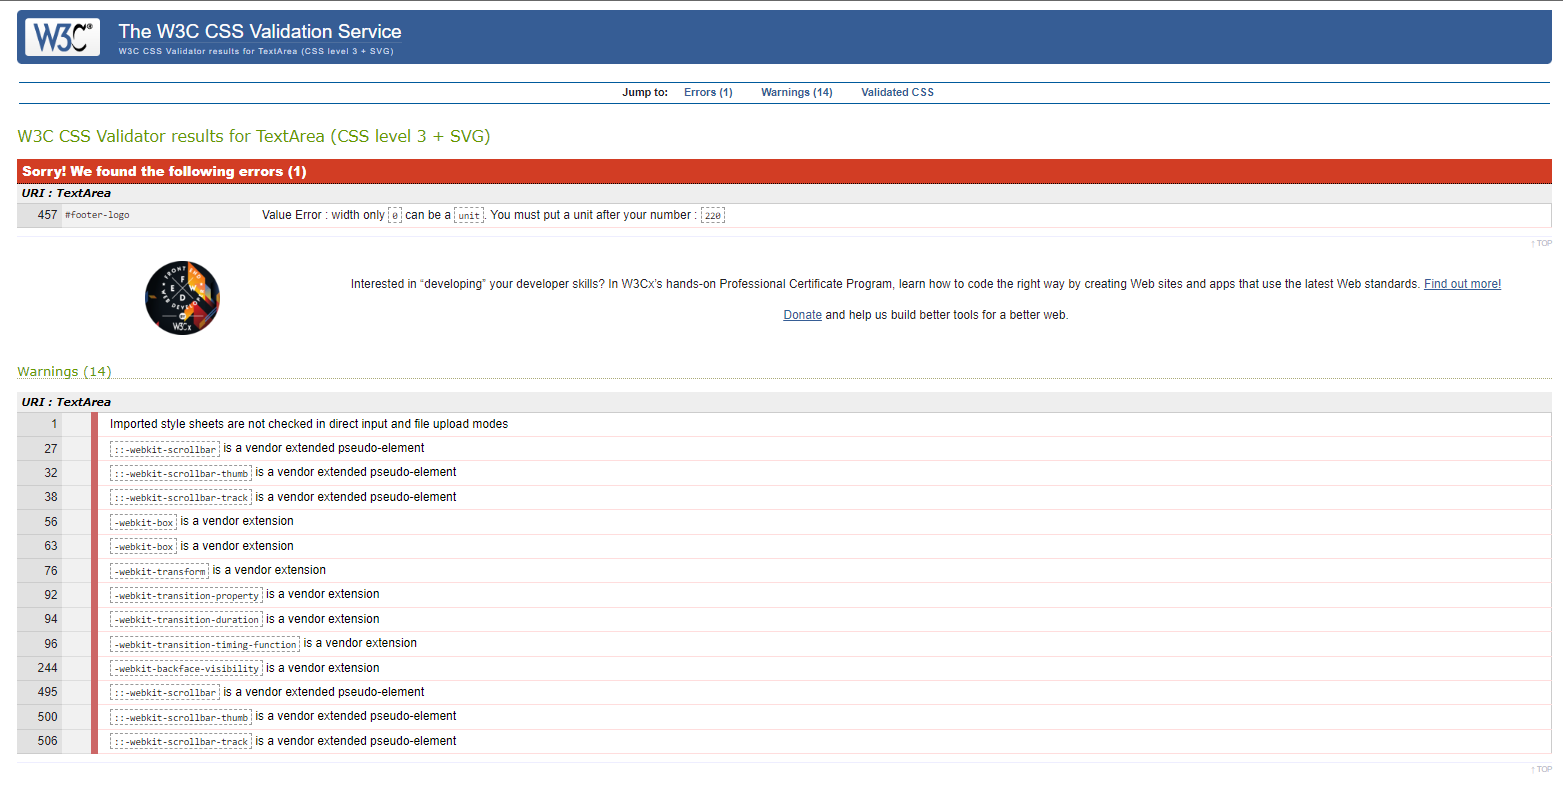 W3C®
The W3C CSS Validation Service
W3C CSS Validator results for TextArea (CSS level 3 + SVG)
Jump to: Errors (1) Warnings (14) Validated CSS
W3C CSS Validator results for TextArea (CSS level 3 + SVG)
Sorry! We found the following errors (1)
URI : TextArea
457 #footer-logo Value Error : width only 0 can be a unit. You must put a unit after your number : 220
↑ TOP
FRONT END
F E W D
WEB DEVELOPER
W3Cx
Interested in “developing” your developer skills? In W3Cx’s hands-on Professional Certificate Program, learn how to code the right way by creating Web sites and apps that use the latest Web standards. Find out more!
Donate and help us build better tools for a better web.
Warnings (14)
URI : TextArea
1 Imported style sheets are not checked in direct input and file upload modes
27 ::-webkit-scrollbar is a vendor extended pseudo-element
32 ::-webkit-scrollbar-thumb is a vendor extended pseudo-element
38 ::-webkit-scrollbar-track is a vendor extended pseudo-element
56 -webkit-box is a vendor extension
63 -webkit-box is a vendor extension
76 -webkit-transform is a vendor extension
92 -webkit-transition-property is a vendor extension
94 -webkit-transition-duration is a vendor extension
96 -webkit-transition-timing-function is a vendor extension
244 -webkit-backface-visibility is a vendor extension
495 ::-webkit-scrollbar is a vendor extended pseudo-element
500 ::-webkit-scrollbar-thumb is a vendor extended pseudo-element
506 ::-webkit-scrollbar-track is a vendor extended pseudo-element
↑ TOP